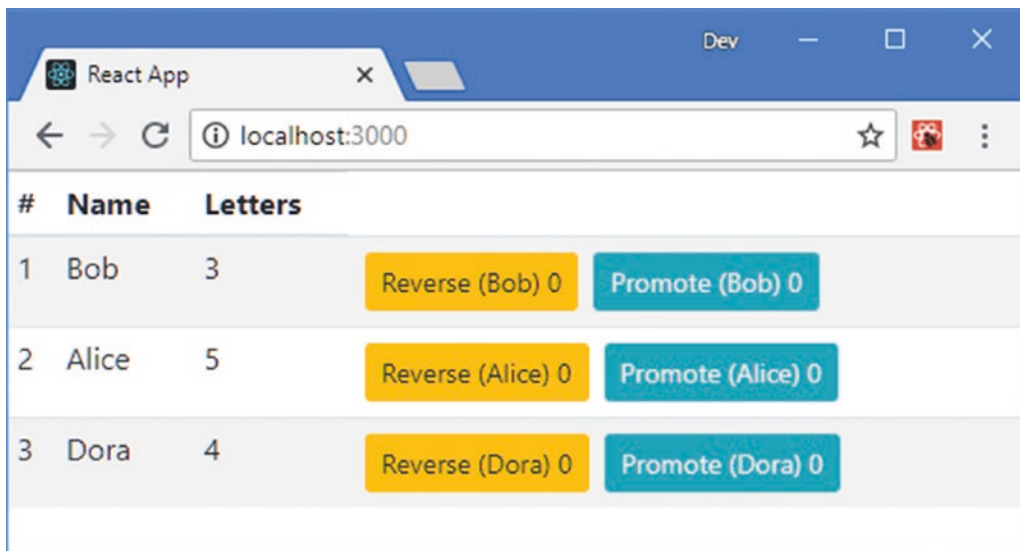 Dev
React App
localhost:3000
# Name Letters
1 Bob 3 Reverse (Bob) 0 Promote (Bob) 0
2 Alice 5 Reverse (Alice) 0 Promote (Alice) 0
3 Dora 4 Reverse (Dora) 0 Promote (Dora) 0